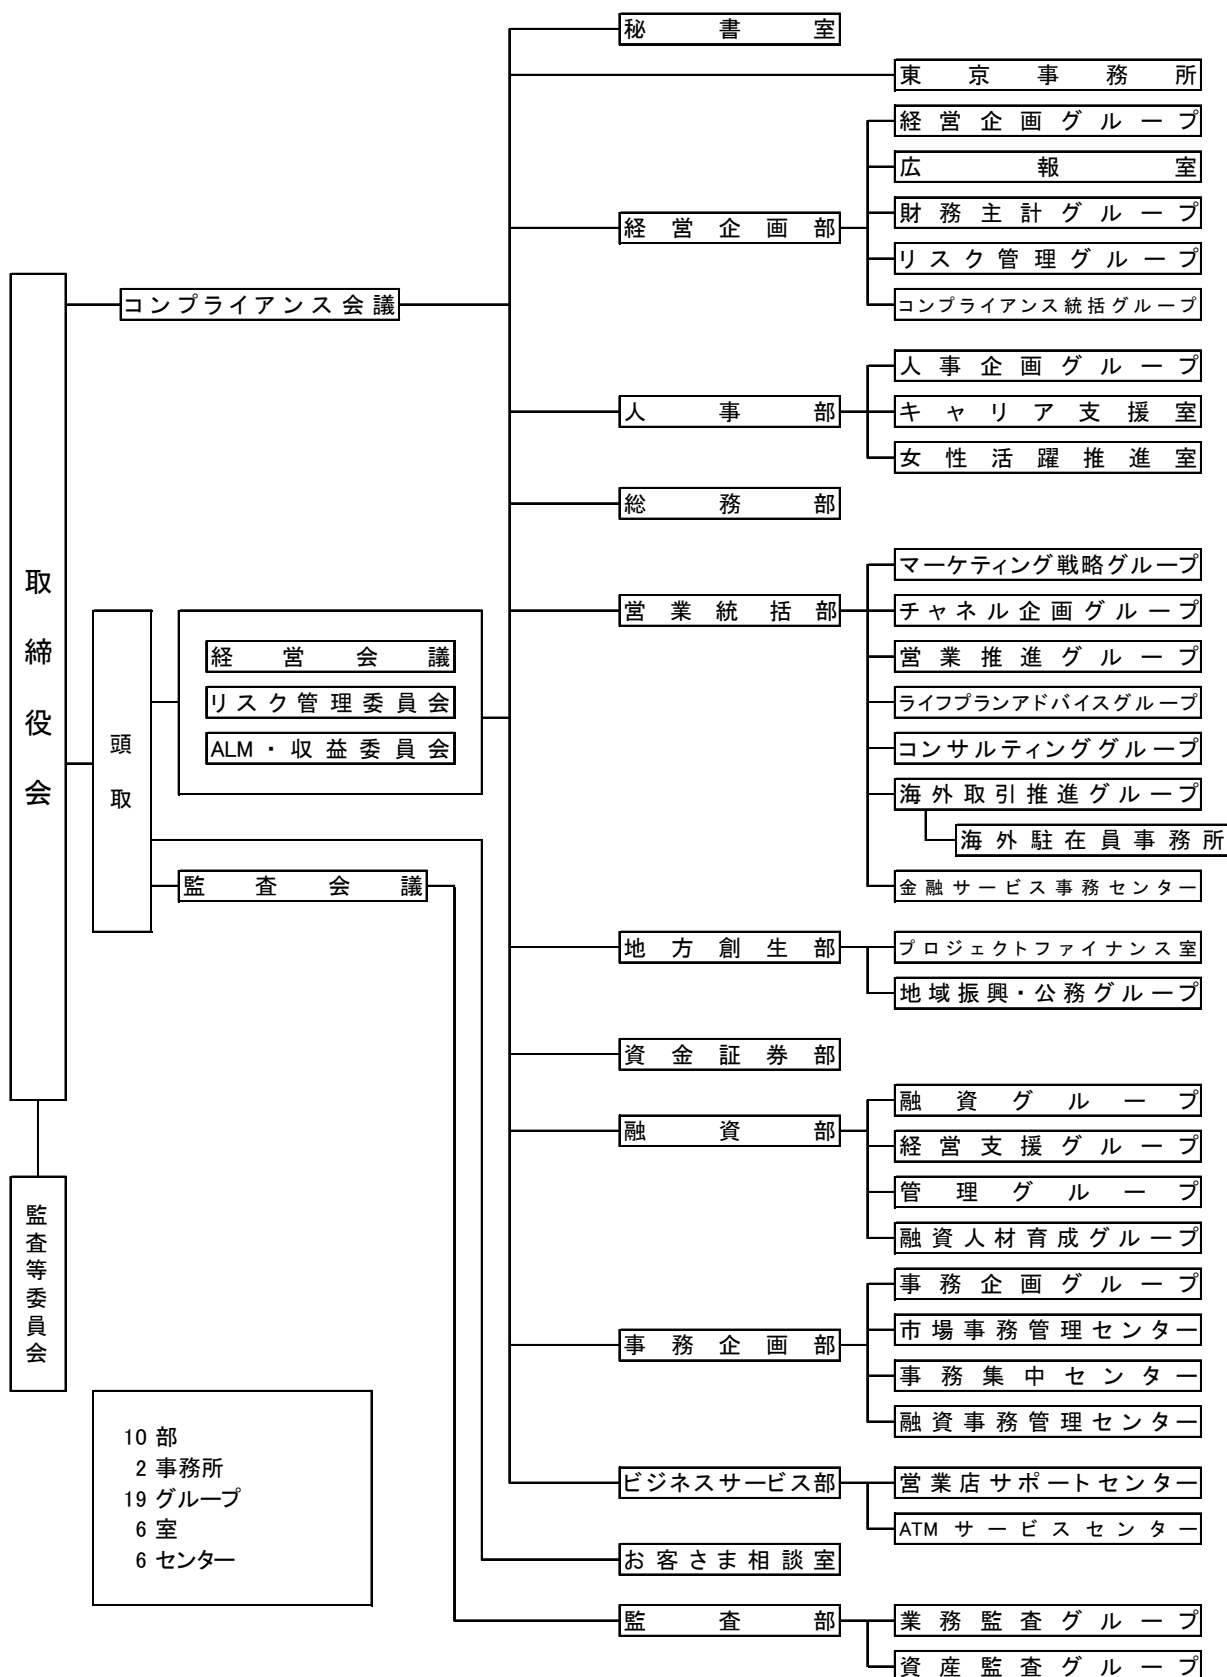 秘書室
東京事務所
経営企画グループ
広報室
財務主計グループ
経営企画部
リスク管理グループ
コンプライアンス会議
コンプライアンス統括グループ
人事企画グループ
人事部
キャリア支援室
女性活躍推進室
総務部
マーケティング戦略グループ
取締役会
営業統括部
チャネル企画グループ
経営会議
営業推進グループ
リスク管理委員会
ライフプランアドバイスグループ
頭取
ALM・収益委員会
コンサルティンググループ
海外取引推進グループ
海外駐在員事務所
監査会議
金融サービス事務センター
地方創生部
プロジェクトファイナンス室
地域振興・公務グループ
資金証券部
融資グループ
融資部
経営支援グループ
管理グループ
融資人材育成グループ
監査等委員会
事務企画グループ
市場事務管理センター
事務企画部
事務集中センター
融資事務管理センター
10 部
2 事務所
19 グループ
6 室
6 センター
ビジネスサービス部
営業店サポートセンター
ATMサービスセンター
お客さま相談室
監査部
業務監査グループ
資産監査グループ